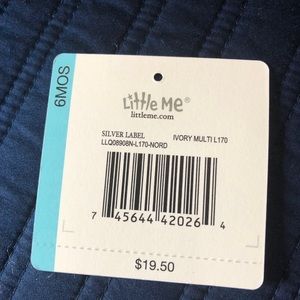 6MOS
Little Me®
littleme.com
SILVER LABEL IVORY MULTI L170
LLQ08908N-L170-NORD
7 45644 42026 4
$19.50